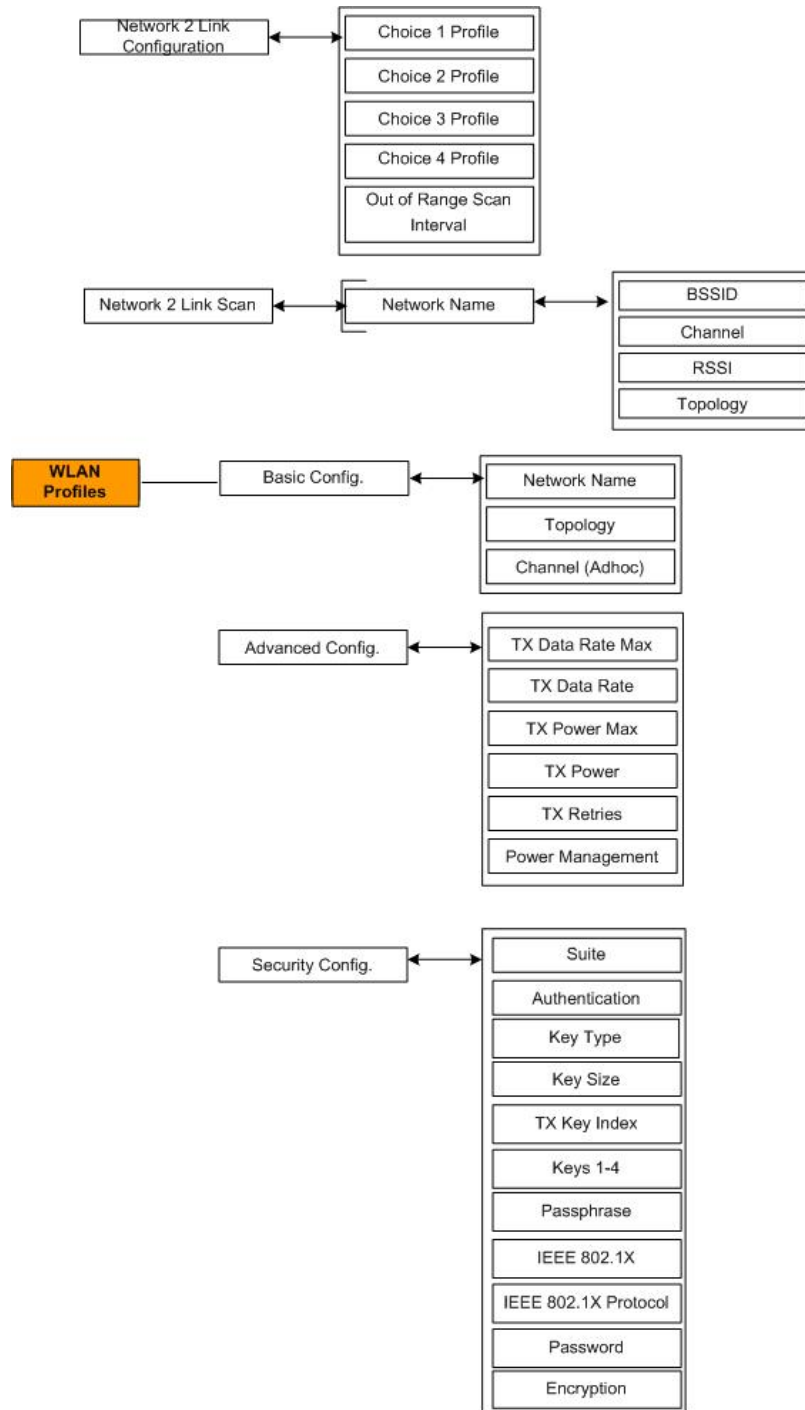 Network 2 Link
Configuration
Choice 1 Profile
Choice 2 Profile
Choice 3 Profile
Choice 4 Profile
Out of Range Scan
Interval
Network 2 Link Scan
Network Name
BSSID
Channel
RSSI
Topology
WLAN
Profiles
Basic Config.
Network Name
Topology
Channel (Adhoc)
Advanced Config.
TX Data Rate Max
TX Data Rate
TX Power Max
TX Power
TX Retries
Power Management
Security Config.
Suite
Authentication
Key Type
Key Size
TX Key Index
Keys 1-4
Passphrase
IEEE 802.1X
IEEE 802.1X Protocol
Password
Encryption